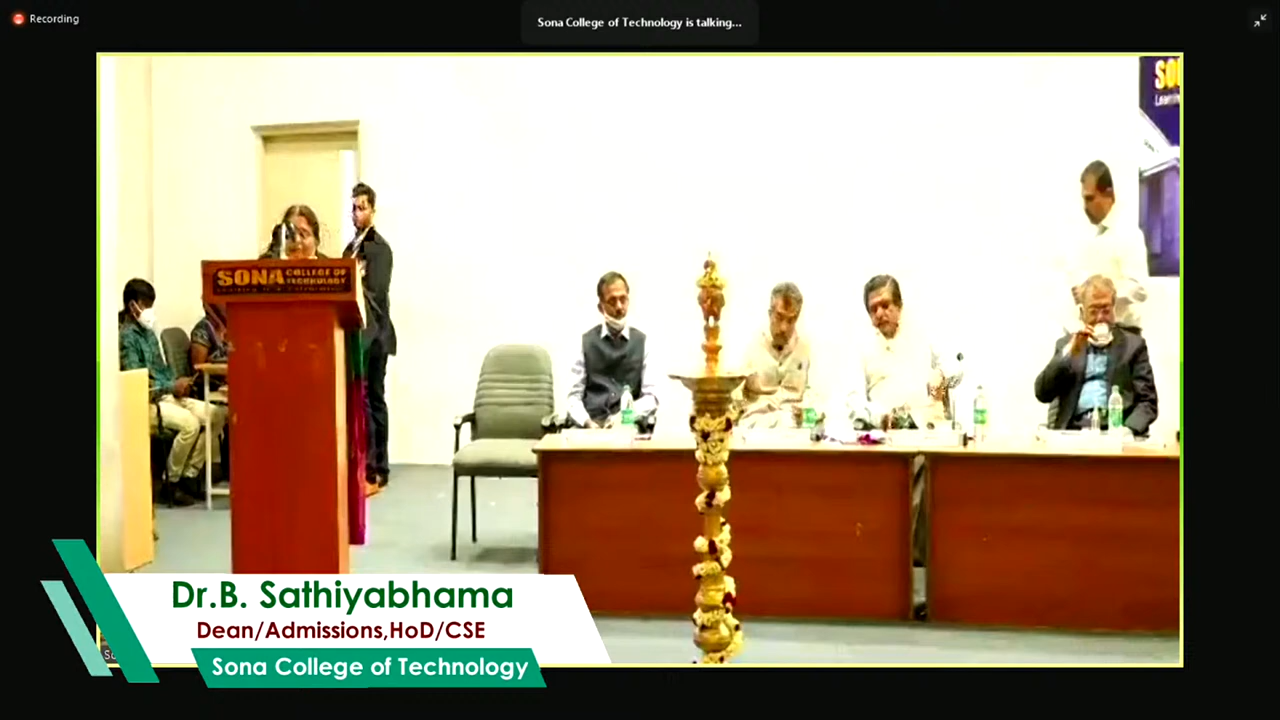 Recording
Sona College of Technology is talking...
SONA COLLEGE OF
TECHNOLOGY
Dr.B. Sathiyabhama
Dean/Admissions,HoD/CSE
Sona College of Technology